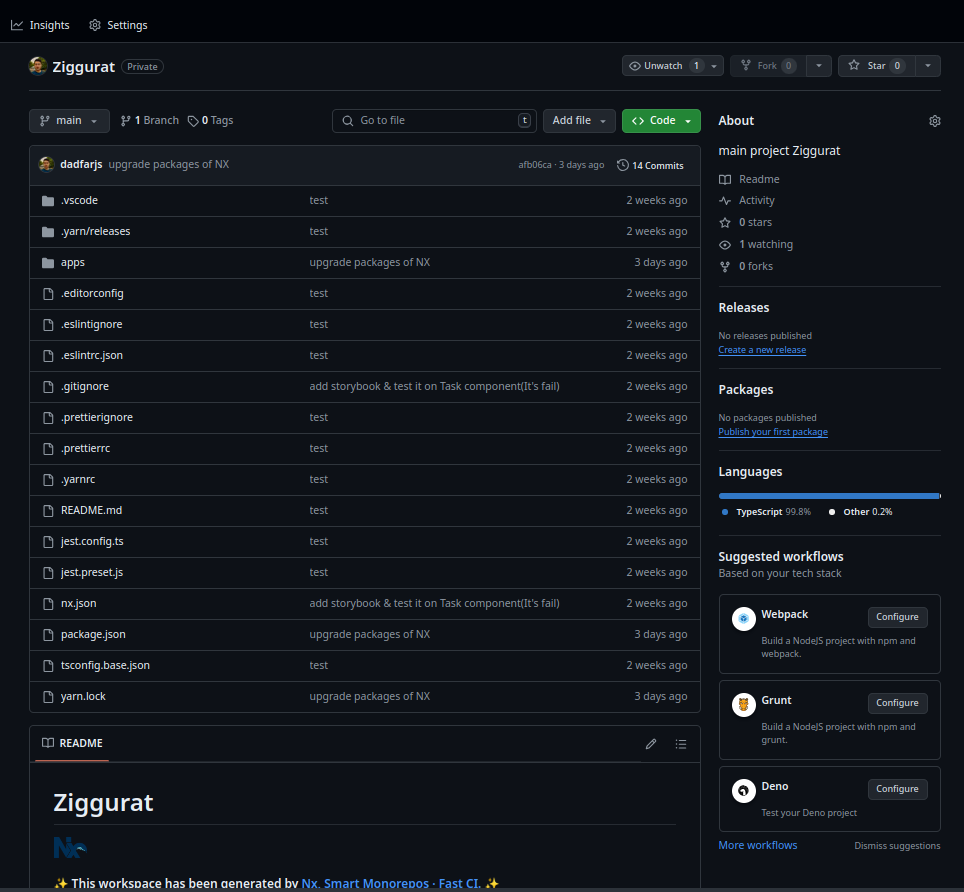 Insights Settings
Ziggurat Private Unwatch 1 Fork 0 Star 0
main 1 Branch 0 Tags Go to file t Add file Code
dadfarjs upgrade packages of NX afb06ca · 3 days ago 14 Commits
.vscode test 2 weeks ago
.yarn/releases test 2 weeks ago
apps upgrade packages of NX 3 days ago
.editorconfig test 2 weeks ago
.eslintignore test 2 weeks ago
.eslintrc.json test 2 weeks ago
.gitignore add storybook & test it on Task component(It's fail) 2 weeks ago
.prettierignore test 2 weeks ago
.prettierrc test 2 weeks ago
.yarnrc test 2 weeks ago
README.md test 2 weeks ago
jest.config.ts test 2 weeks ago
jest.preset.js test 2 weeks ago
nx.json add storybook & test it on Task component(It's fail) 2 weeks ago
package.json upgrade packages of NX 3 days ago
tsconfig.base.json test 2 weeks ago
yarn.lock upgrade packages of NX 3 days ago
README
Ziggurat
Nx
✨ This workspace has been generated by Nx, Smart Monorepos · Fast CI. ✨
About
main project Ziggurat
Readme
Activity
0 stars
1 watching
0 forks
Releases
No releases published
Create a new release
Packages
No packages published
Publish your first package
Languages
TypeScript 99.8% Other 0.2%
Suggested workflows
Based on your tech stack
Webpack Configure
Build a NodeJS project with npm and
webpack.
Grunt Configure
Build a NodeJS project with npm and
grunt.
Deno Configure
Test your Deno project
More workflows Dismiss suggestions